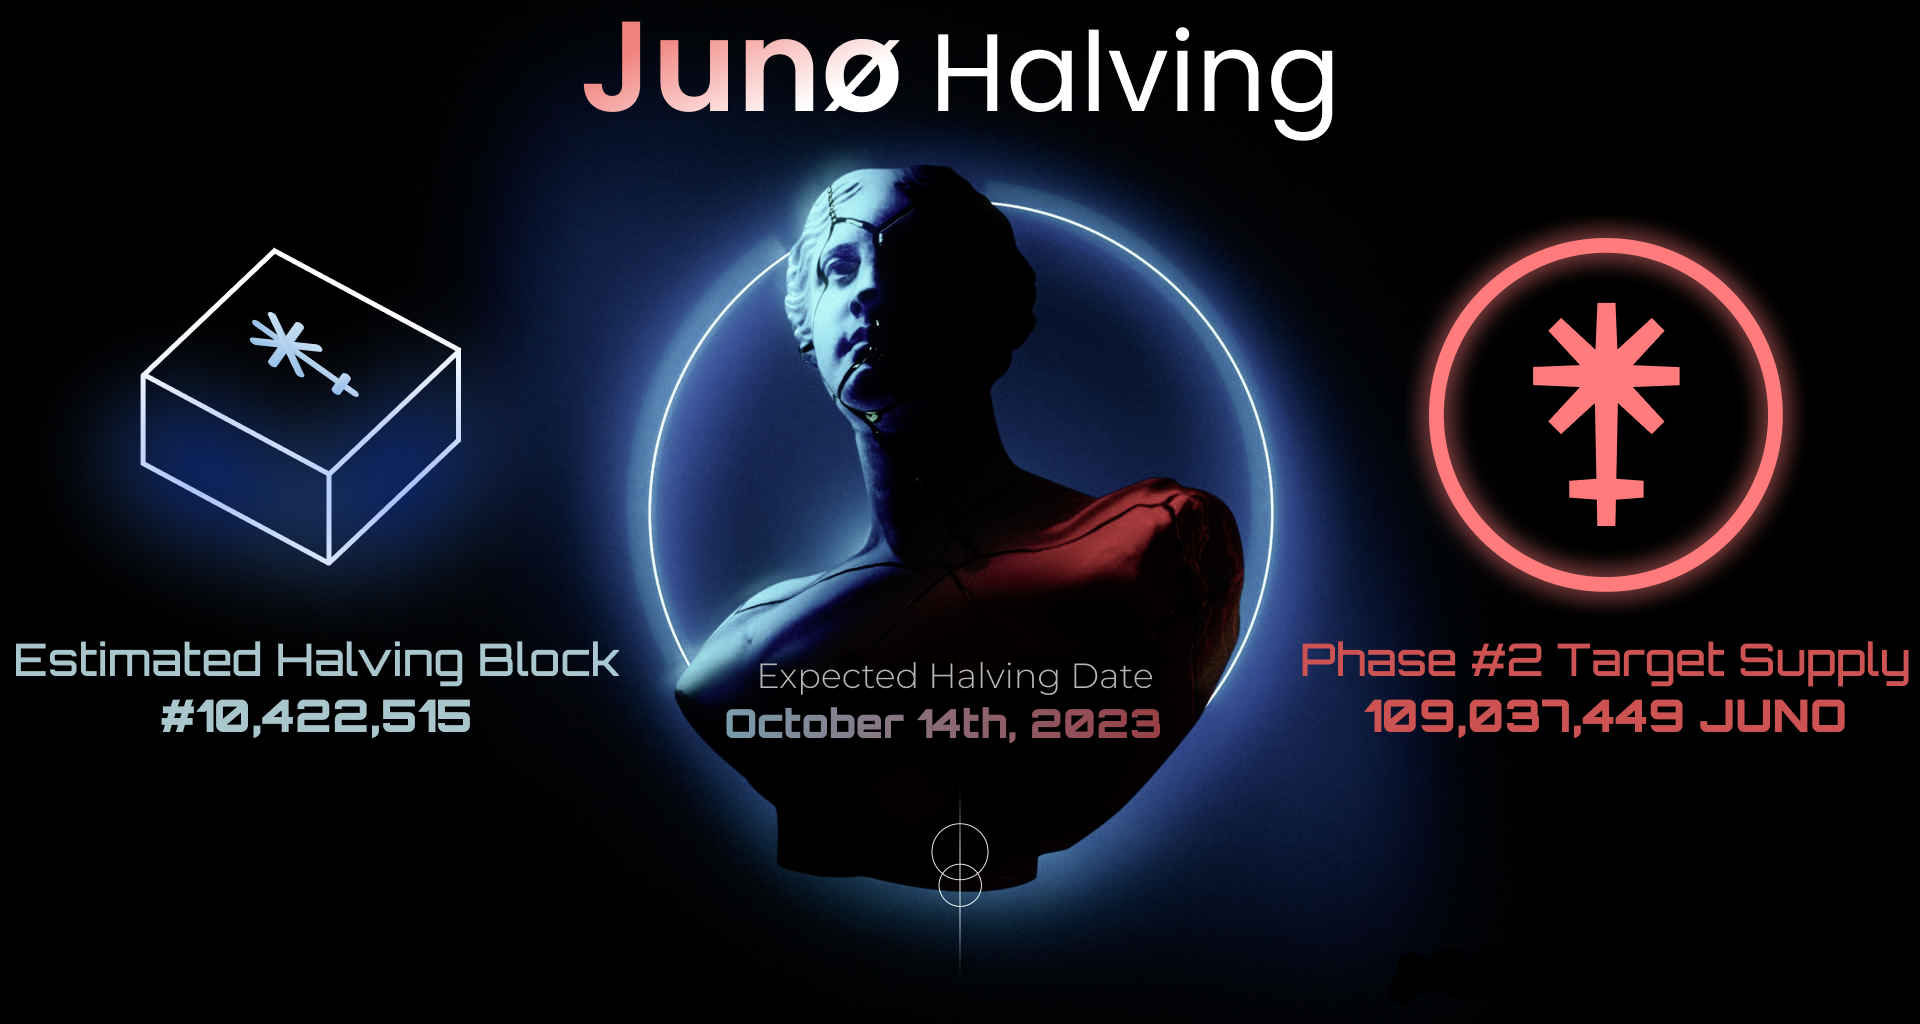 Junø Halving
Estimated Halving Block
#10,422,515
Expected Halving Date
October 14th, 2023
Phase #2 Target Supply
109,037,449 JUNO